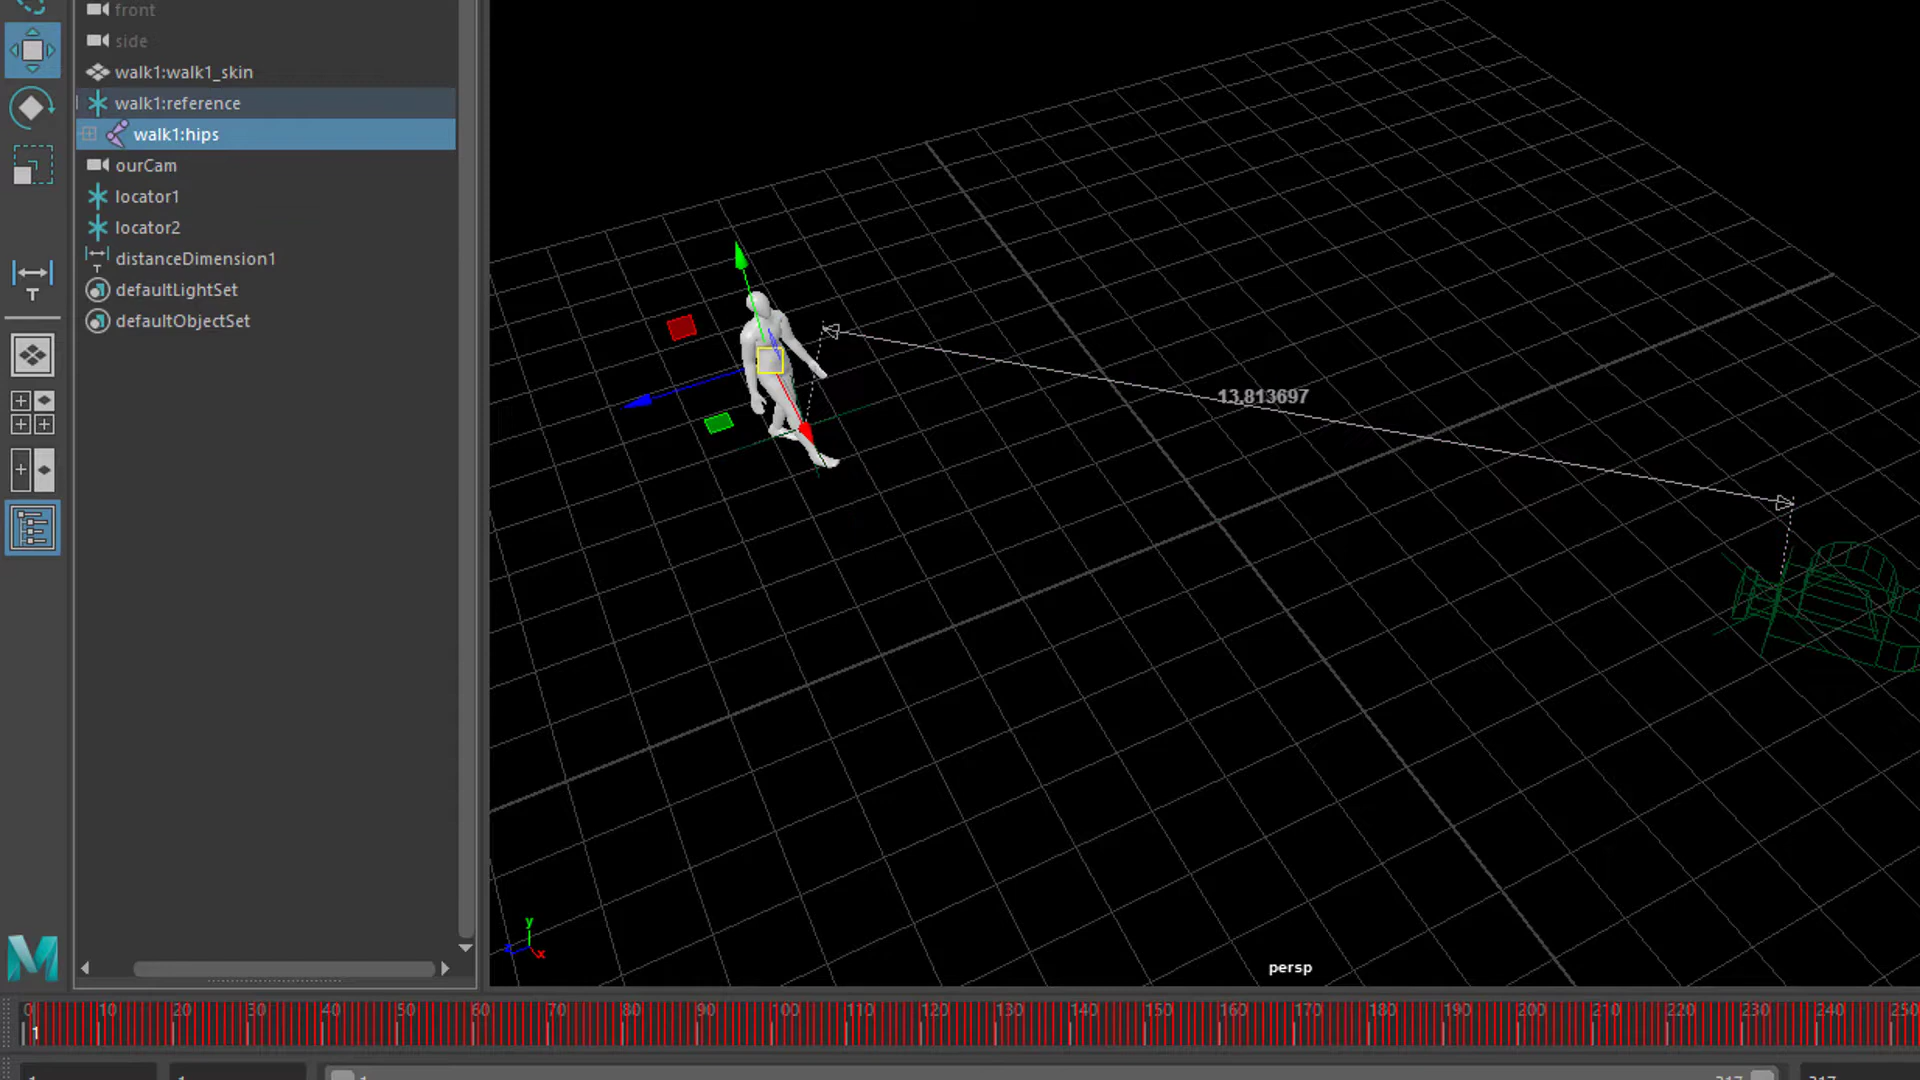 front
side
walk1:walk1_skin
walk1:reference
walk1:hips
ourCam
locator1
locator2
distanceDimension1
defaultLightSet
defaultObjectSet
T
M
13.813697
y
z
x
persp
0 10 20 30 40 50 60 70 80 90 100 110 120 130 140 150 160 170 180 190 200 210 220 230 240 250
1